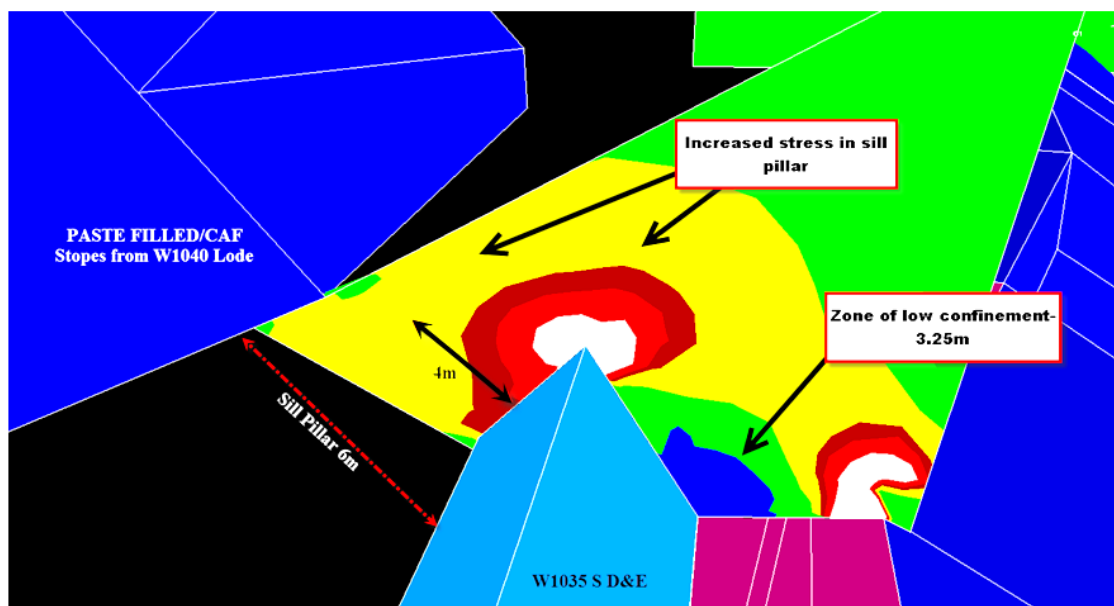 Increased stress in sill
pillar
PASTE FILLED/CAF
Stopes from W1040 Lode
Zone of low confinement-
3.25m
4m
Sill Pillar 6m
W1035 S D&E